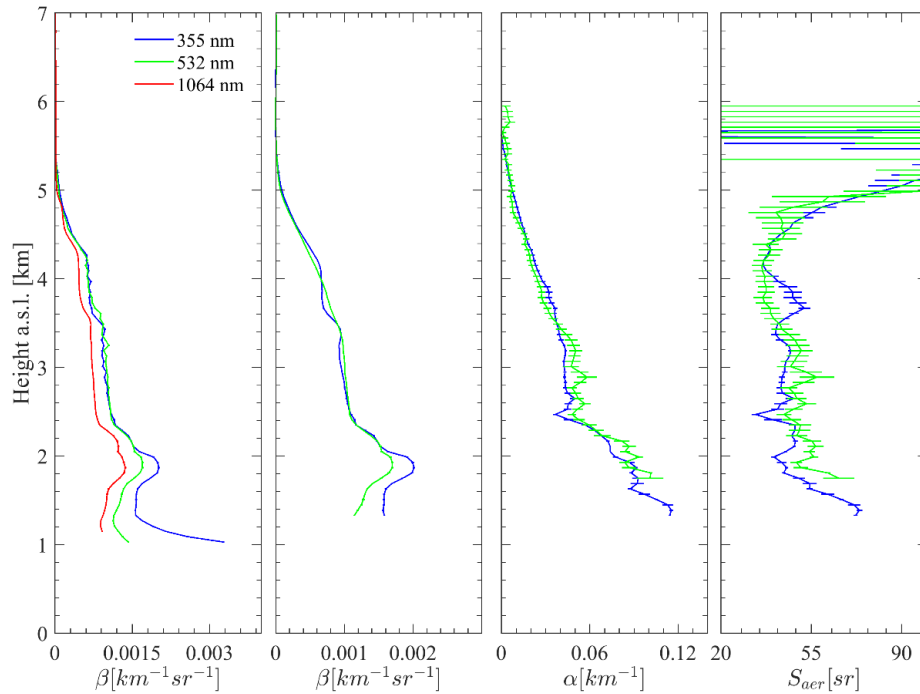 7
6
5
4
3
2
1
0
Height a.s.l. [km]
355 nm
532 nm
1064 nm
0 0.0015 0.003
β[km⁻¹sr⁻¹]
0 0.001 0.002
β[km⁻¹sr⁻¹]
0 0.06 0.12
α[km⁻¹]
20 55 90
S_aer[sr]